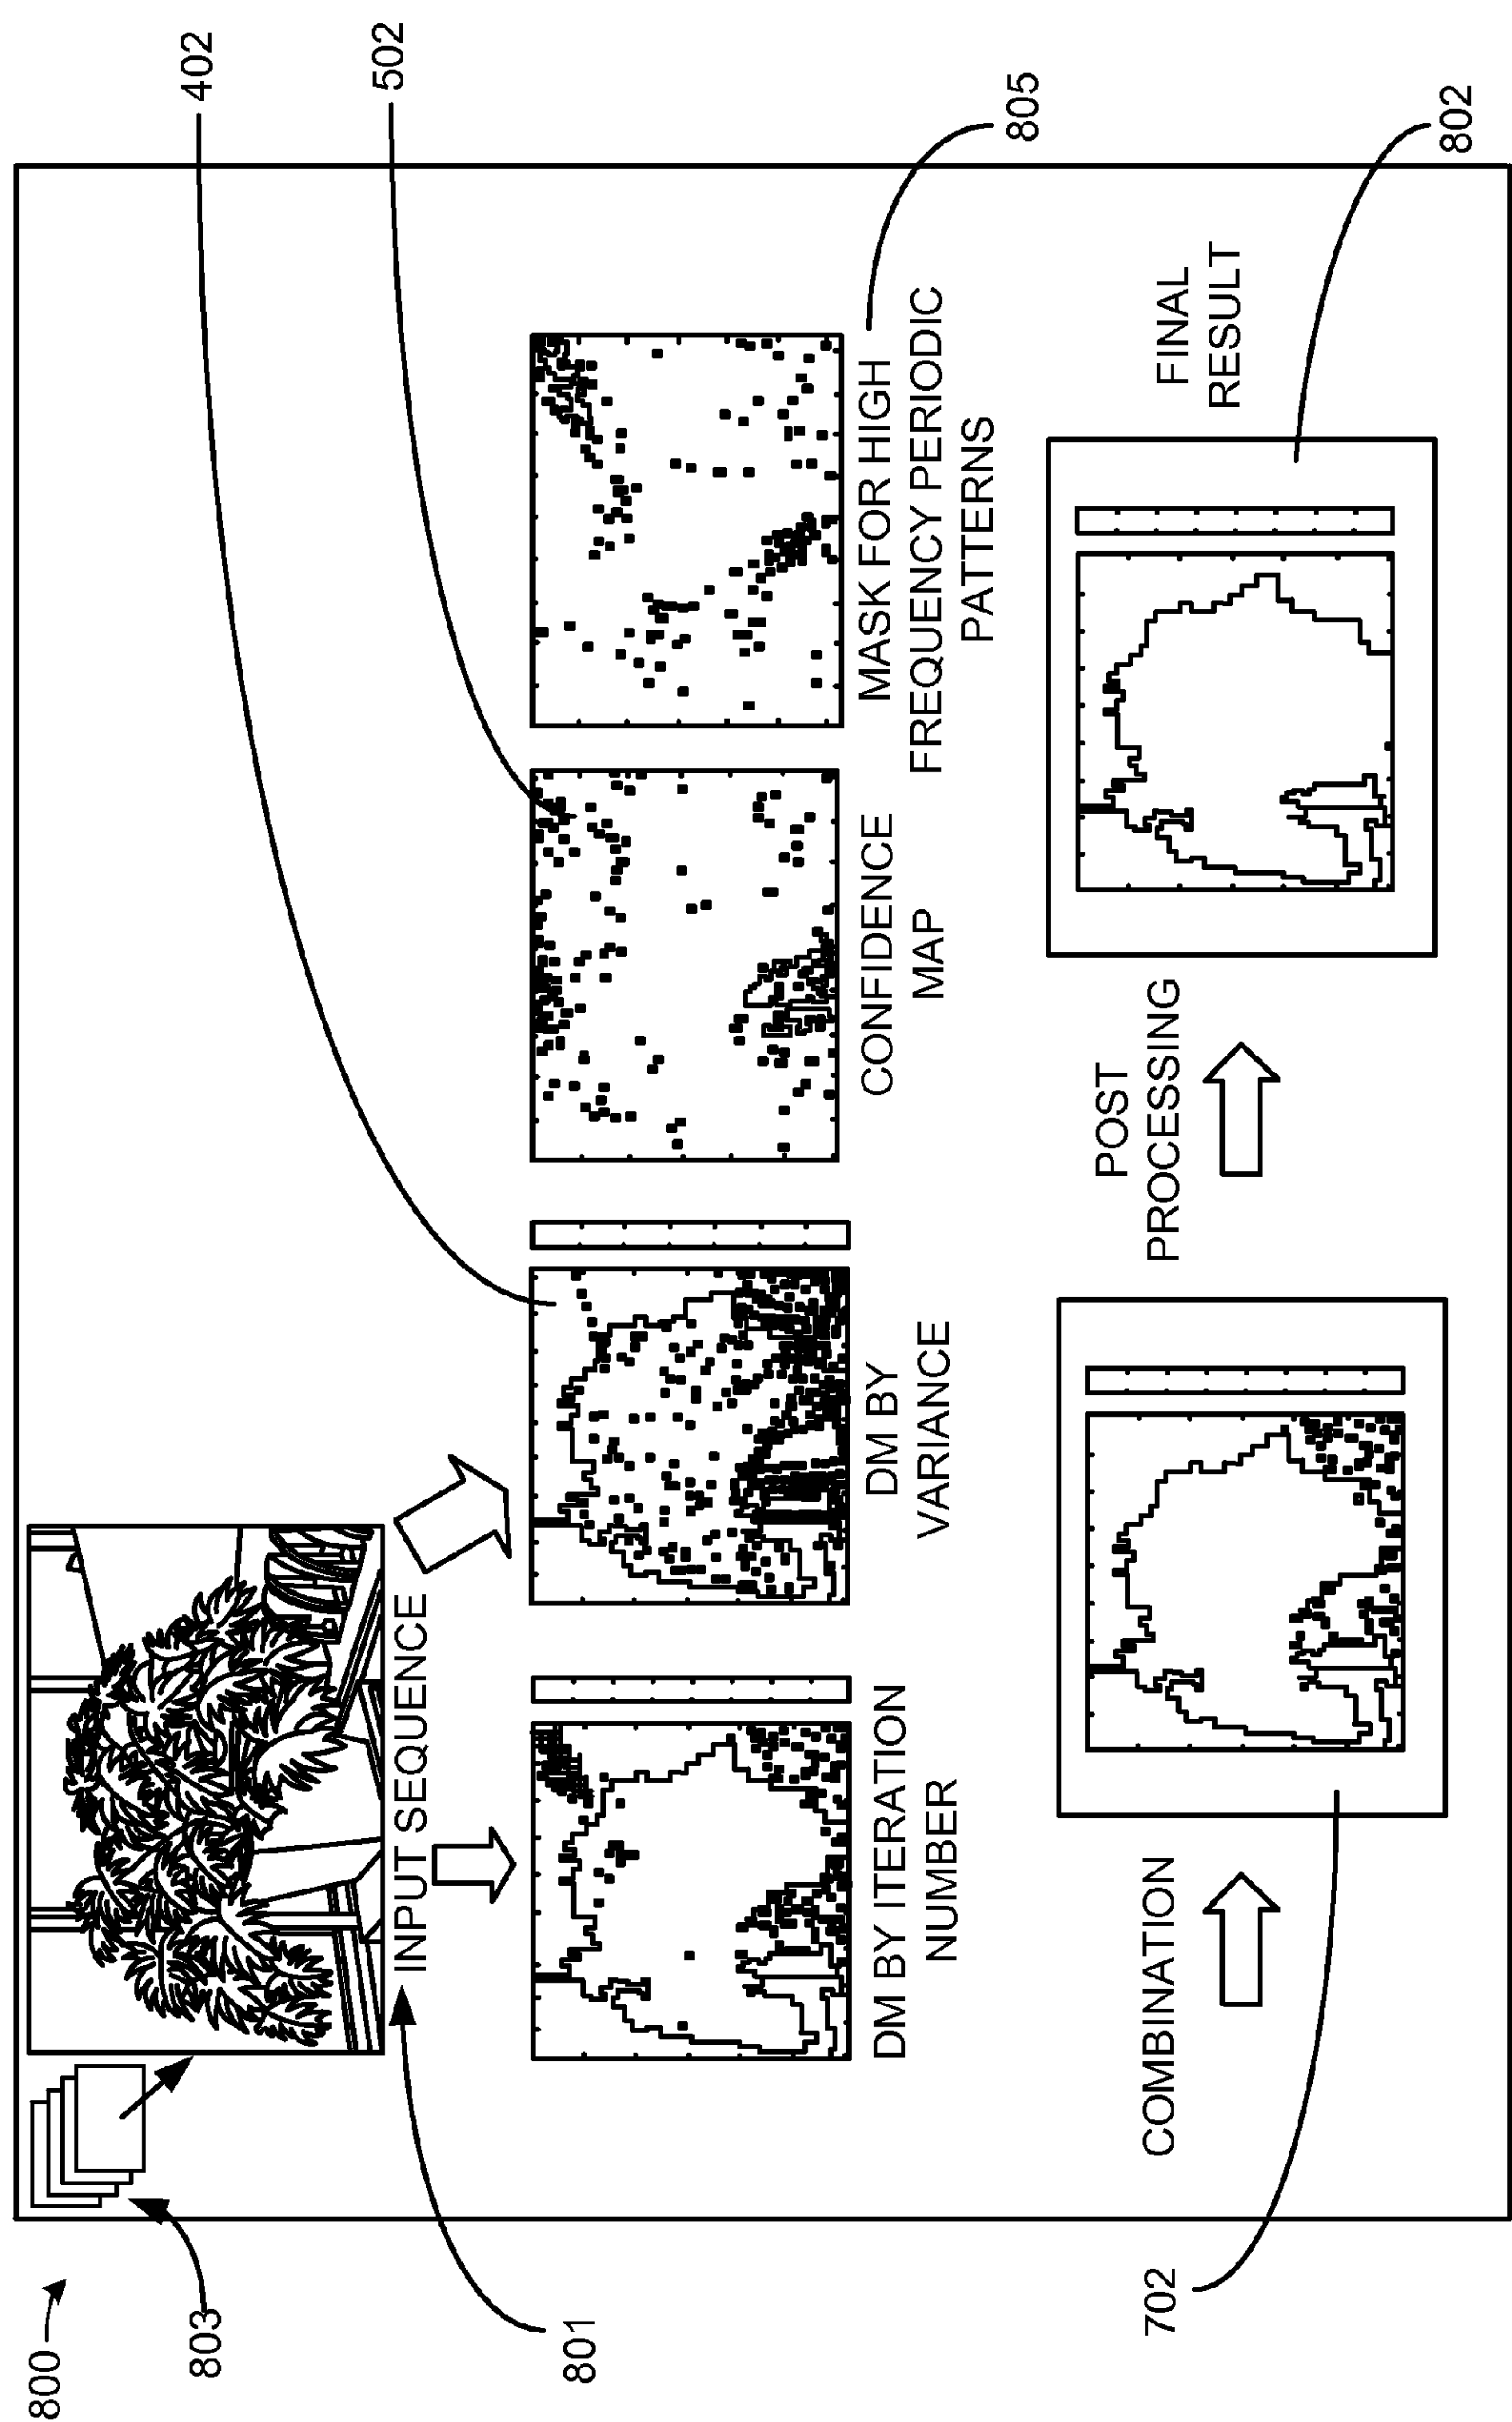 800
803
801
INPUT SEQUENCE
402
502
DM BY ITERATION
NUMBER
DM BY
VARIANCE
CONFIDENCE
MAP
MASK FOR HIGH
FREQUENCY PERIODIC
PATTERNS
805
702
COMBINATION
POST
PROCESSING
FINAL
RESULT
802